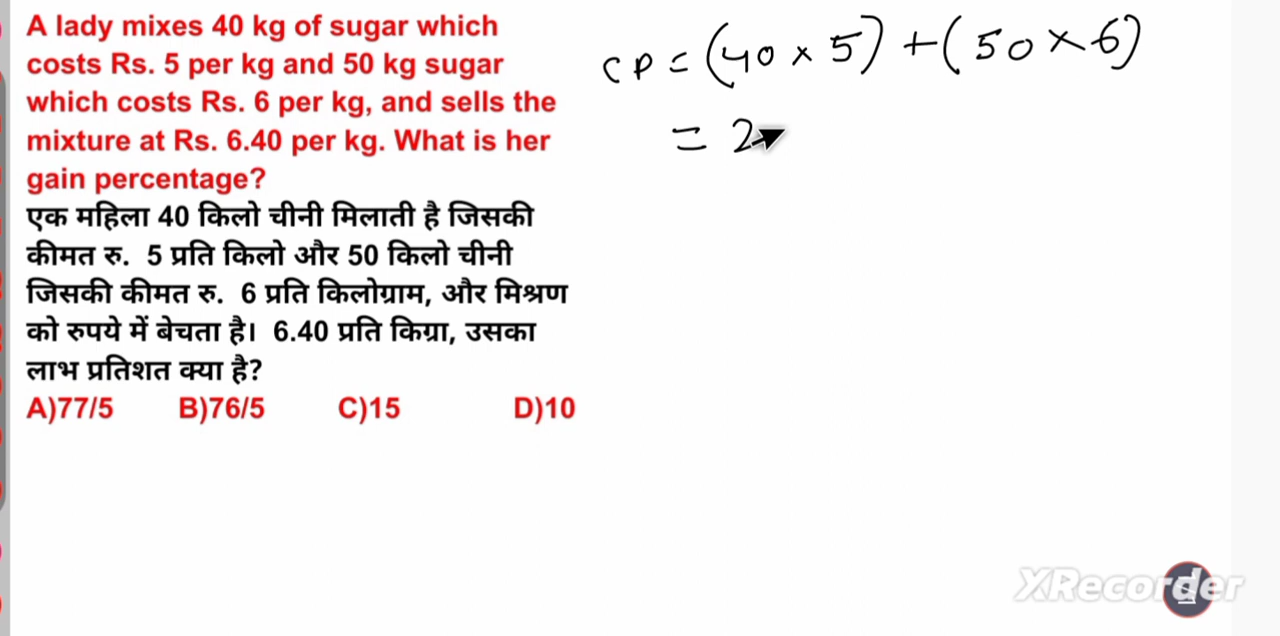 A lady mixes 40 kg of sugar which
costs Rs. 5 per kg and 50 kg sugar
which costs Rs. 6 per kg, and sells the
mixture at Rs. 6.40 per kg. What is her
gain percentage?
एक महिला 40 किलो चीनी मिलाती है जिसकी
कीमत रु. 5 प्रति किलो और 50 किलो चीनी
जिसकी कीमत रु. 6 प्रति किलोग्राम, और मिश्रण
को रुपये में बेचता है। 6.40 प्रति किग्रा, उसका
लाभ प्रतिशत क्या है?
A)77/5 B)76/5 C)15 D)10
CP = (40 × 5) + (50 × 6)
= 2
XRecorder